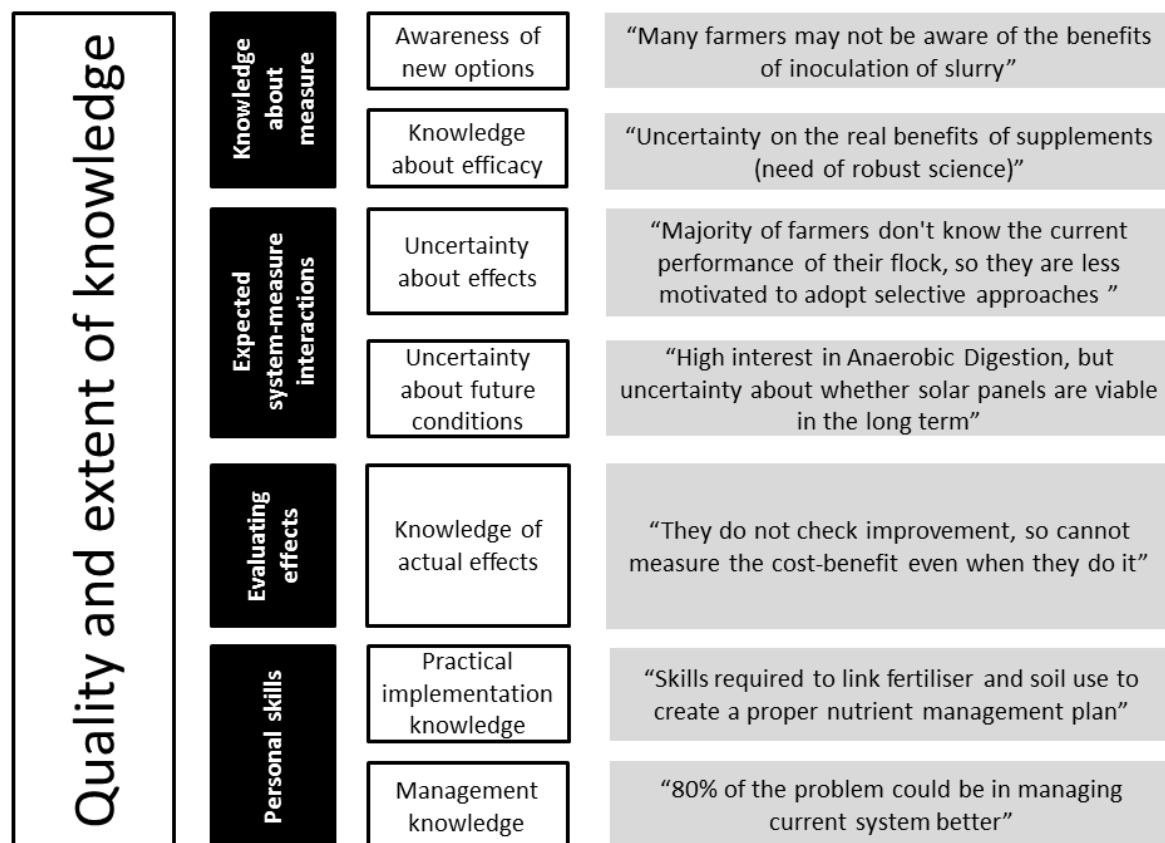 Quality and extent of knowledge
Knowledge
about
measure
Awareness of
new options
“Many farmers may not be aware of the benefits
of inoculation of slurry”
Knowledge
about efficacy
“Uncertainty on the real benefits of supplements
(need of robust science)”
Expected
system-measure
interactions
Uncertainty
about effects
“Majority of farmers don't know the current
performance of their flock, so they are less
motivated to adopt selective approaches ”
Uncertainty
about future
conditions
“High interest in Anaerobic Digestion, but
uncertainty about whether solar panels are viable
in the long term”
Evaluating
effects
Knowledge of
actual effects
“They do not check improvement, so cannot
measure the cost-benefit even when they do it”
Personal skills
Practical
implementation
knowledge
“Skills required to link fertiliser and soil use to
create a proper nutrient management plan”
Management
knowledge
“80% of the problem could be in managing
current system better”